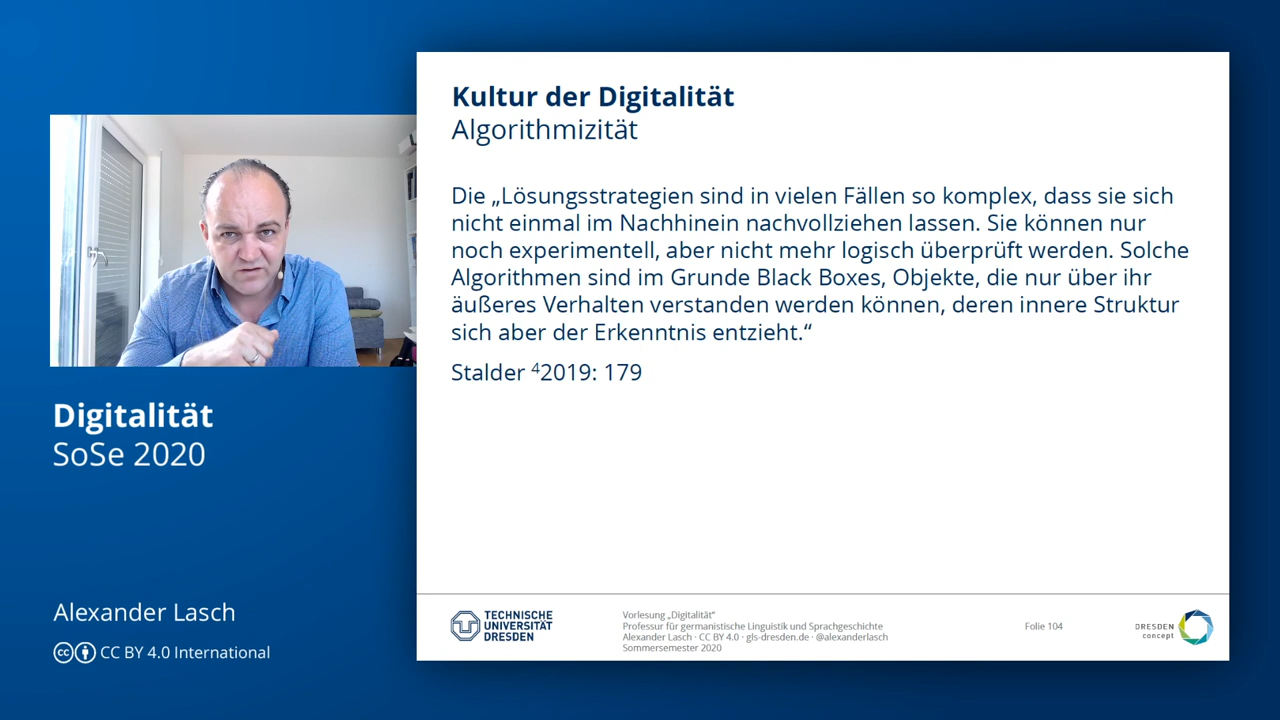 Kultur der Digitalität
Algorithmizität
Die „Lösungsstrategien sind in vielen Fällen so komplex, dass sie sich
nicht einmal im Nachhinein nachvollziehen lassen. Sie können nur
noch experimentell, aber nicht mehr logisch überprüft werden. Solche
Algorithmen sind im Grunde Black Boxes, Objekte, die nur über ihr
äußeres Verhalten verstanden werden können, deren innere Struktur
sich aber der Erkenntnis entzieht.“
Stalder ⁴2019: 179
Digitalität
SoSe 2020
Alexander Lasch
CC BY 4.0 International
TECHNISCHE
UNIVERSITÄT
DRESDEN
Vorlesung „Digitalität“
Professur für germanistische Linguistik und Sprachgeschichte
Alexander Lasch · CC BY 4.0 · gls-dresden.de · @alexanderlasch
Sommersemester 2020
Folie 104
DRESDEN
concept